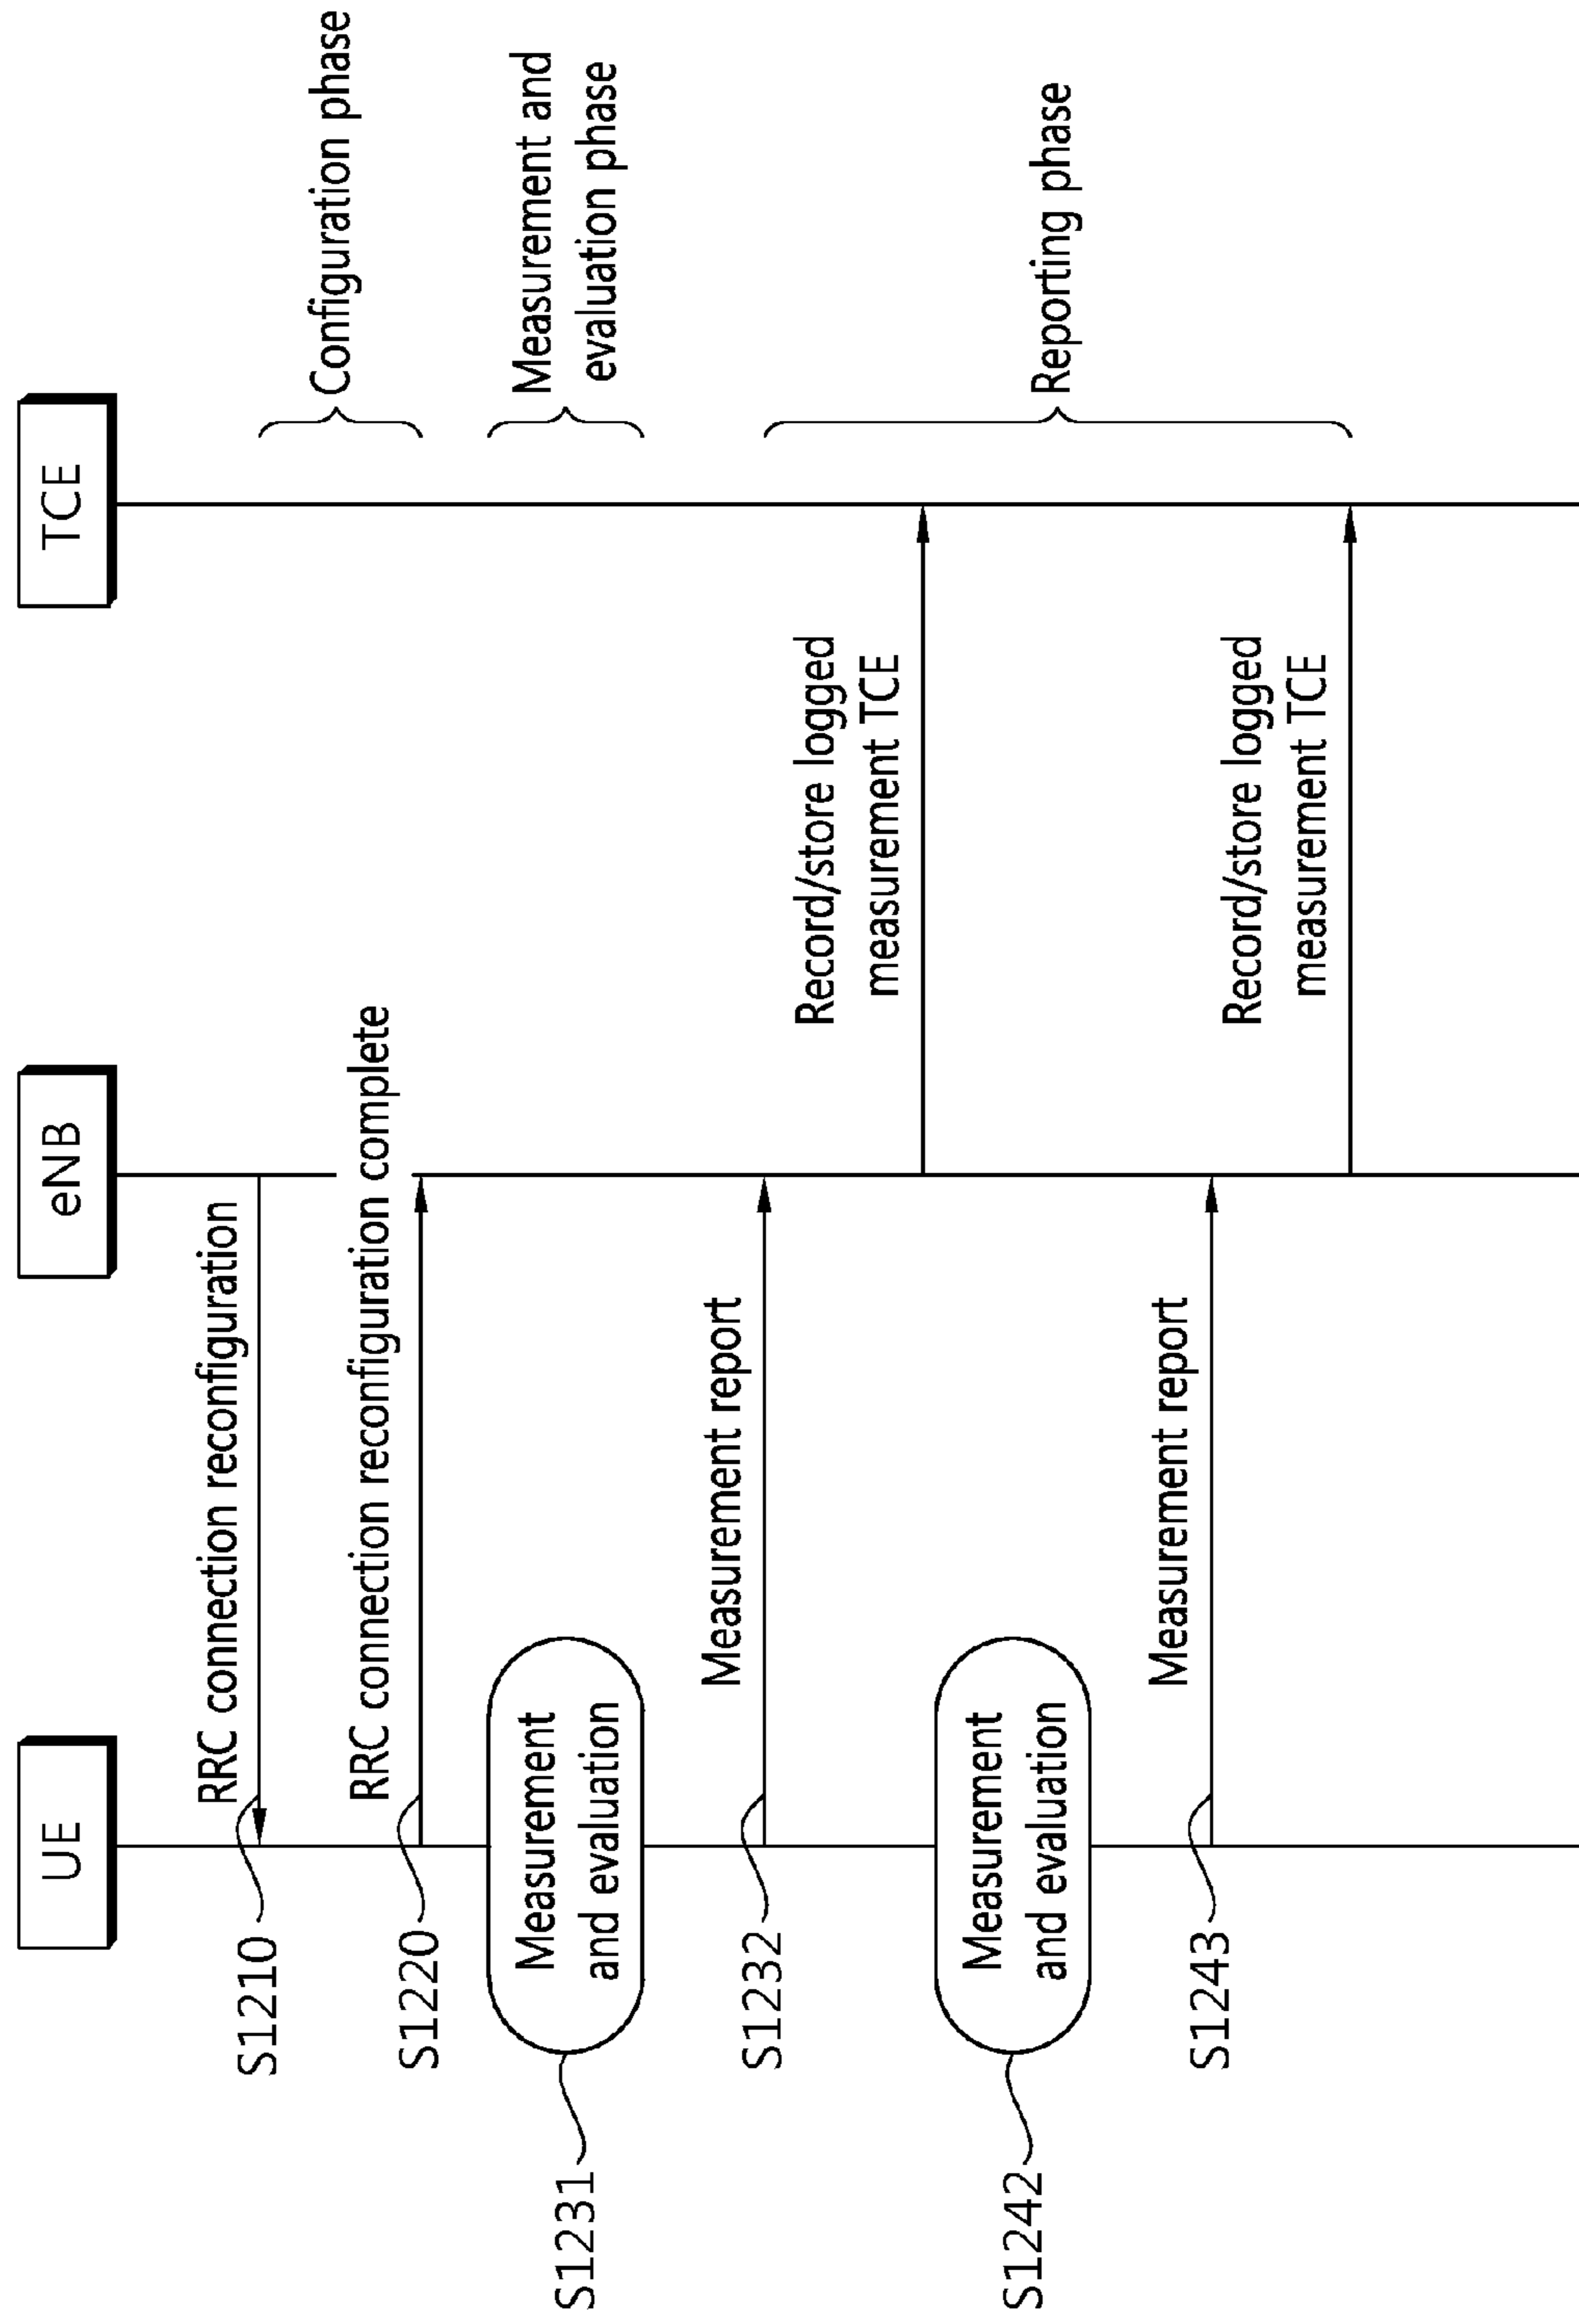 UE
eNB
TCE
S1210
RRC connection reconfiguration
Configuration phase
S1220
RRC connection reconfiguration complete
S1231
Measurement
and evaluation
Measurement and
evaluation phase
S1232
Measurement report
Record/store logged
measurement TCE
Reporting phase
S1242
Measurement
and evaluation
S1243
Measurement report
Record/store logged
measurement TCE